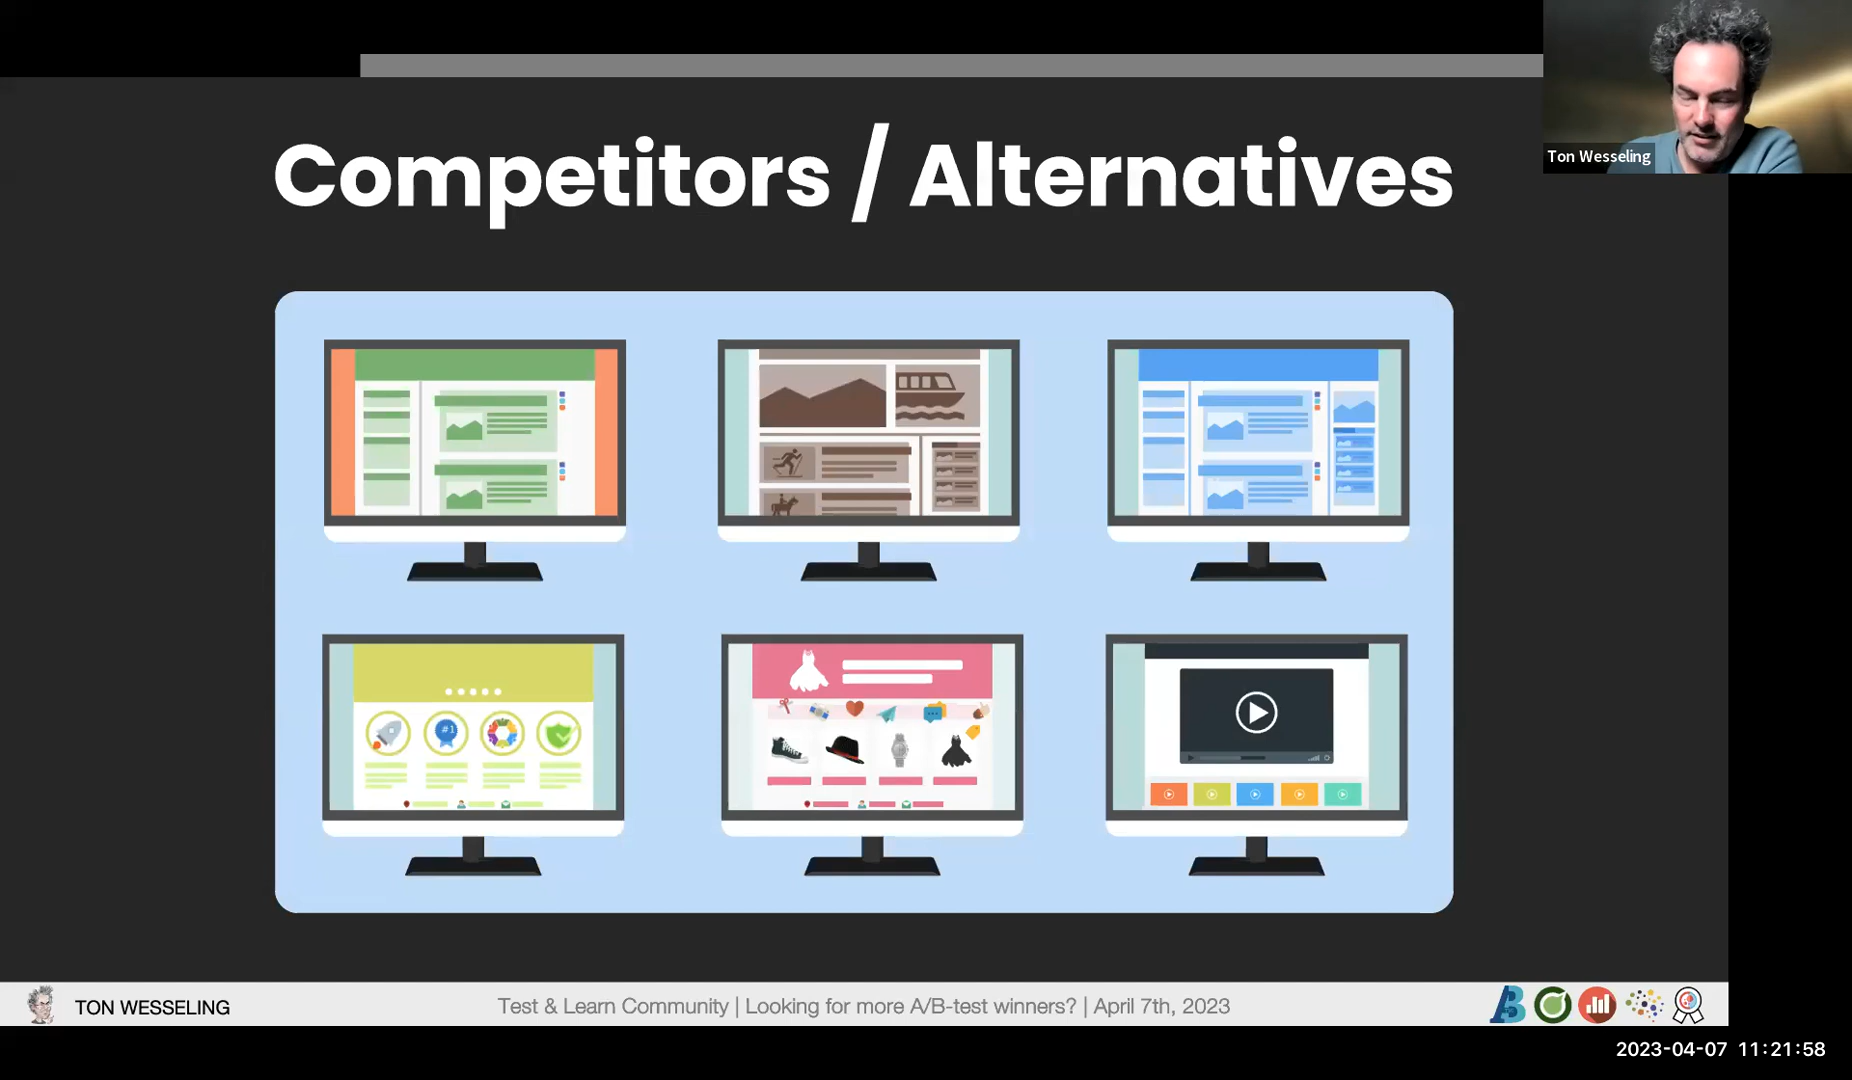 Competitors / Alternatives
Ton Wesseling
#1
TON WESSELING
Test & Learn Community | Looking for more A/B-test winners? | April 7th, 2023
2023-04-07 11:21:58